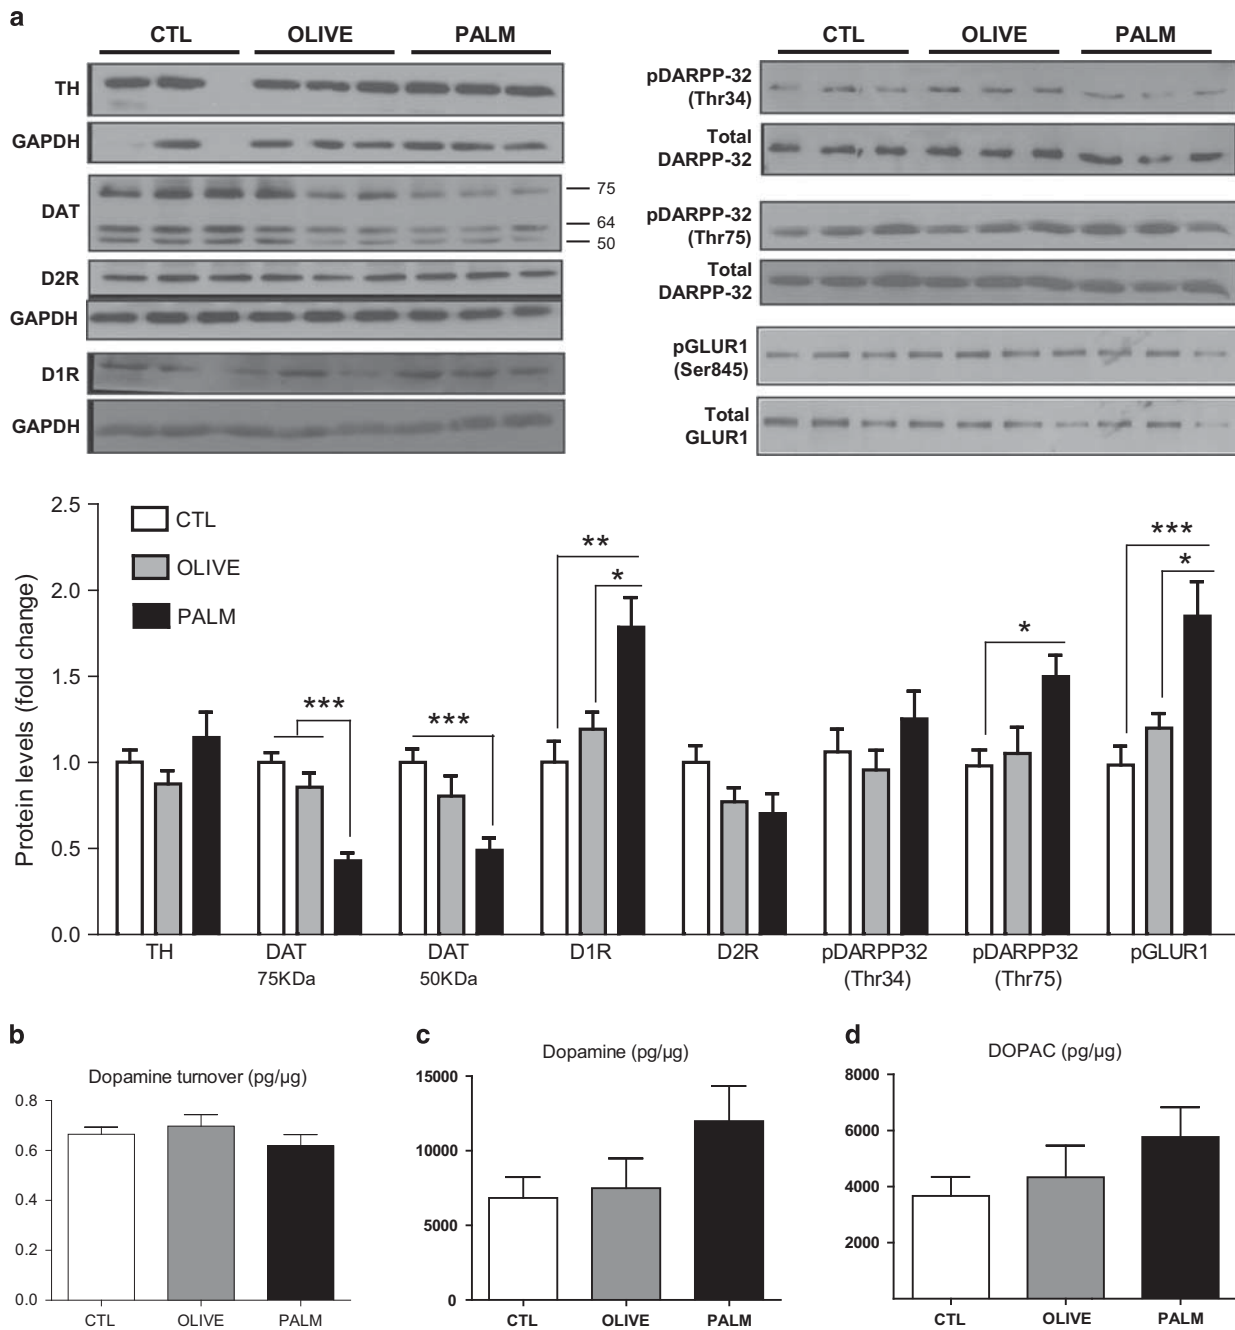 a
CTL OLIVE PALM
TH
GAPDH
DAT
75
64
50
D2R
GAPDH
D1R
GAPDH
CTL OLIVE PALM
pDARPP-32
(Thr34)
Total
DARPP-32
pDARPP-32
(Thr75)
Total
DARPP-32
pGLUR1
(Ser845)
Total
GLUR1
Protein levels (fold change)
2.5
2.0
1.5
1.0
0.5
0.0
CTL
OLIVE
PALM
***
***
**
*
*
***
*
TH DAT DAT D1R D2R pDARPP32 pDARPP32 pGLUR1
75KDa 50KDa (Thr34) (Thr75)
b
Dopamine turnover (pg/µg)
0.8
0.6
0.4
0.2
0.0
CTL OLIVE PALM
c
Dopamine (pg/µg)
15000
10000
5000
0
CTL OLIVE PALM
d
DOPAC (pg/µg)
8000
6000
4000
2000
CTL OLIVE PALM